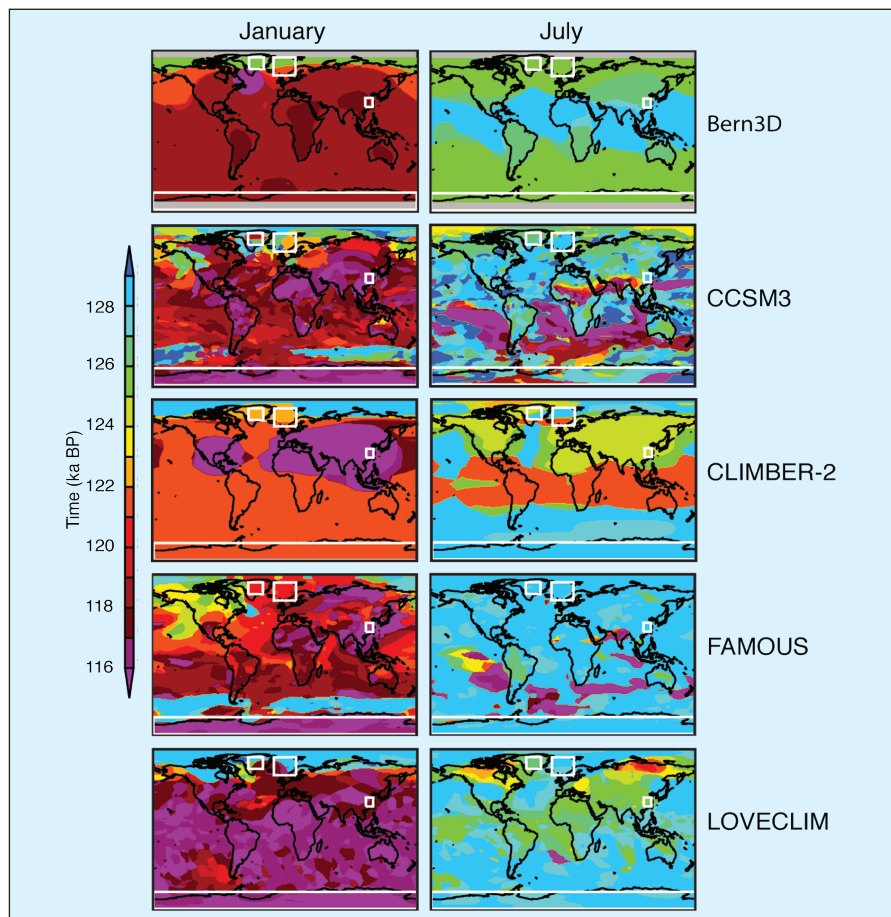 January July
Bern3D
CCSM3
CLIMBER-2
FAMOUS
LOVECLIM
Time (ka BP)
128
126
124
122
120
118
116